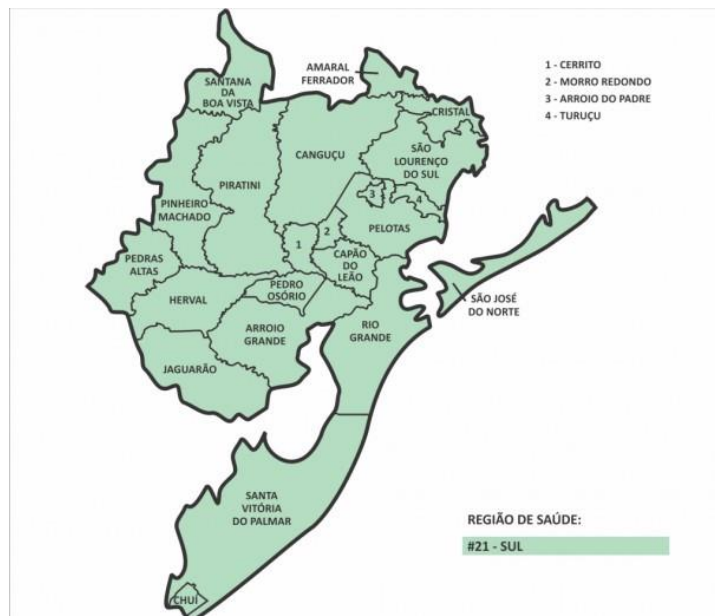 AMARAL
FERRADOR
1 - CERRITO
2 - MORRO REDONDO
3 - ARROIO DO PADRE
4 - TURUÇU
SANTANA
DA
BOA VISTA
CRISTAL
CANGUÇU
SÃO
LOURENÇO
DO SUL
PIRATINI
3
4
PINHEIRO
MACHADO
PELOTAS
1
2
PEDRAS
ALTAS
CAPÃO
DO
LEÃO
PEDRO
OSÓRIO
HERVAL
SÃO JOSÉ
DO NORTE
ARROIO
GRANDE
RIO
GRANDE
JAGUARÃO
SANTA
VITÓRIA
DO PALMAR
REGIÃO DE SAÚDE:
#21 - SUL
CHUÍ